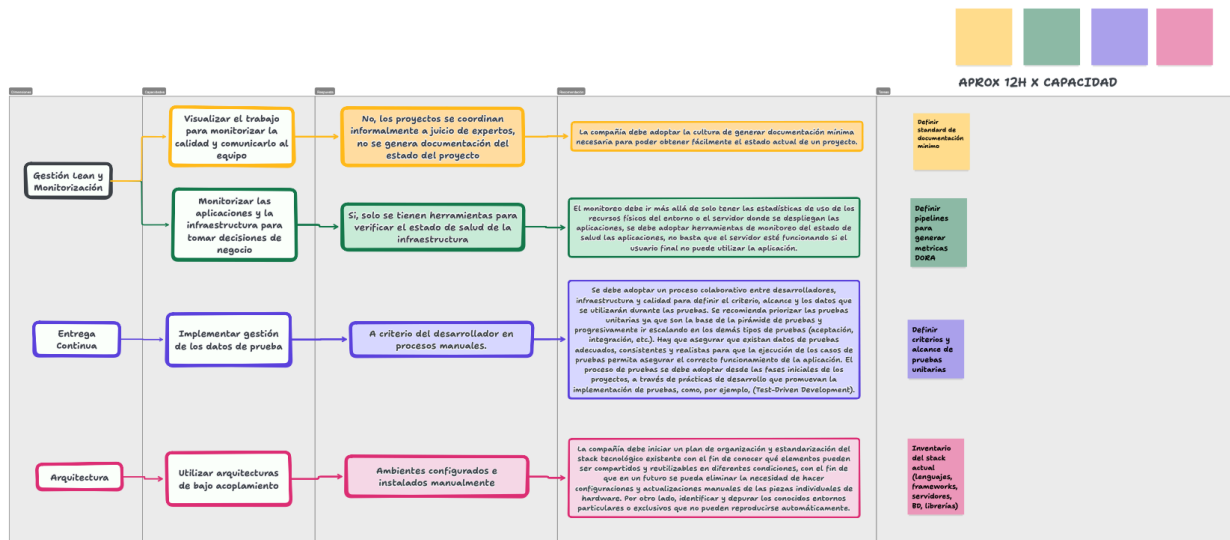 APROX 12H X CAPACIDAD
Gestión Lean y
Monitorización
Visualizar el trabajo
para monitorizar la
calidad y comunicarlo al
equipo
No, los proyectos se coordinan
informalmente a juicio de expertos,
no se genera documentación del
estado del proyecto
La compañía debe adoptar la cultura de generar documentación mínima
necesaria para poder obtener fácilmente el estado actual de un proyecto.
Definir
standard de
documentación
mínimo
Monitorizar las
aplicaciones y la
infraestructura para
tomar decisiones de
negocio
Si, solo se tienen herramientas para
verificar el estado de salud de la
infraestructura
El monitoreo debe ir más allá de solo tener las estadísticas de uso de los
recursos físicos del entorno o el servidor donde se despliegan las
aplicaciones, se debe adoptar herramientas de monitoreo del estado de
salud las aplicaciones, no basta que el servidor esté funcionando si el
usuario final no puede utilizar la aplicación.
Definir
pipelines
para
generar
metricas
DORA
Entrega
Continua
Implementar gestión
de los datos de prueba
A criterio del desarrollador en
procesos manuales.
Se debe adoptar un proceso colaborativo entre desarrolladores,
infraestructura y calidad para definir el criterio, alcance y los datos que
se utilizarán durante las pruebas. Se recomienda priorizar las pruebas
unitarias ya que son la base de la pirámide de pruebas y
progresivamente ir escalando en los demás tipos de pruebas (aceptación,
integración, etc.). Hay que asegurar que existan datos de pruebas
adecuados, consistentes y realistas para que la ejecución de los casos de
pruebas permita asegurar el correcto funcionamiento de la aplicación. El
proceso de pruebas se debe adoptar desde las fases iniciales de los
proyectos, a través de prácticas de desarrollo que promuevan la
implementación de pruebas, como, por ejemplo, (Test-Driven Development).
Definir
criterios y
alcance de
pruebas
unitarias
Arquitectura
Utilizar arquitecturas
de bajo acoplamiento
Ambientes configurados e
instalados manualmente
La compañía debe iniciar un plan de organización y estandarización del
stack tecnológico existente con el fin de conocer qué elementos pueden
ser compartidos y reutilizables en diferentes condiciones, con el fin de
que en un futuro se pueda eliminar la necesidad de hacer
configuraciones y actualizaciones manuales de las piezas individuales de
hardware. Por otro lado, identificar y depurar los conocidos entornos
particulares o exclusivos que no pueden reproducirse automáticamente.
Inventario
del stack
actual
(lenguajes,
frameworks,
servidores,
BD, librerías)